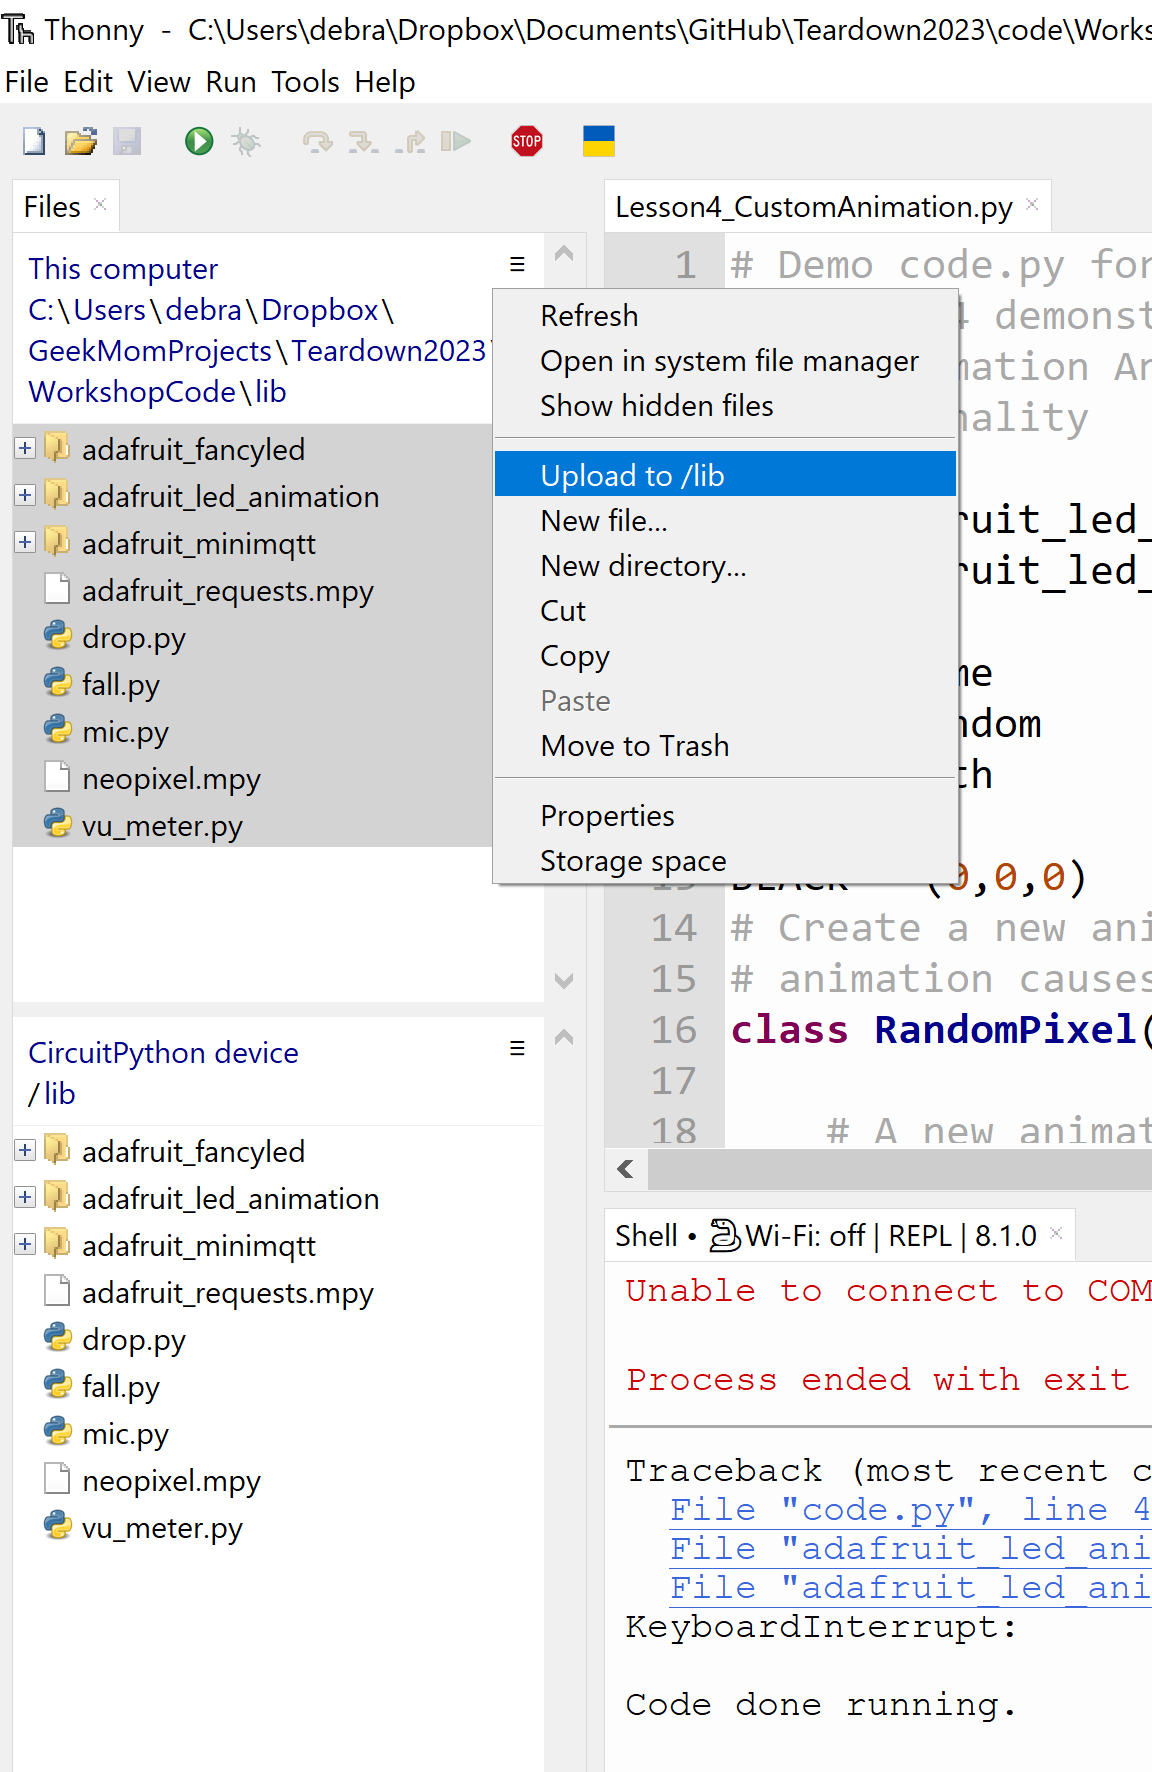 Thonny - C:\Users\debra\Dropbox\Documents\GitHub\Teardown2023\code\Works
File Edit View Run Tools Help
STOP
Files
This computer
C:\Users\debra\Dropbox\
GeekMomProjects\Teardown2023\
WorkshopCode\lib
adafruit_fancyled
adafruit_led_animation
adafruit_minimqtt
adafruit_requests.mpy
drop.py
fall.py
mic.py
neopixel.mpy
vu_meter.py
Refresh
Open in system file manager
Show hidden files
Upload to /lib
New file...
New directory...
Cut
Copy
Paste
Move to Trash
Properties
Storage space
CircuitPython device
/lib
adafruit_fancyled
adafruit_led_animation
adafruit_minimqtt
adafruit_requests.mpy
drop.py
fall.py
mic.py
neopixel.mpy
vu_meter.py
Lesson4_CustomAnimation.py
1 # Demo code.py for
4 demonst
mation An
nality
ruit_led_
ruit_led_
me
ndom
th
13 BLACK (0,0,0)
14 # Create a new ani
15 # animation causes
16 class RandomPixel(
17
18 # A new animat
Shell • Wi-Fi: off | REPL | 8.1.0
Unable to connect to COM
Process ended with exit
Traceback (most recent c
File "code.py", line 4
File "adafruit_led_ani
File "adafruit_led_ani
KeyboardInterrupt:
Code done running.